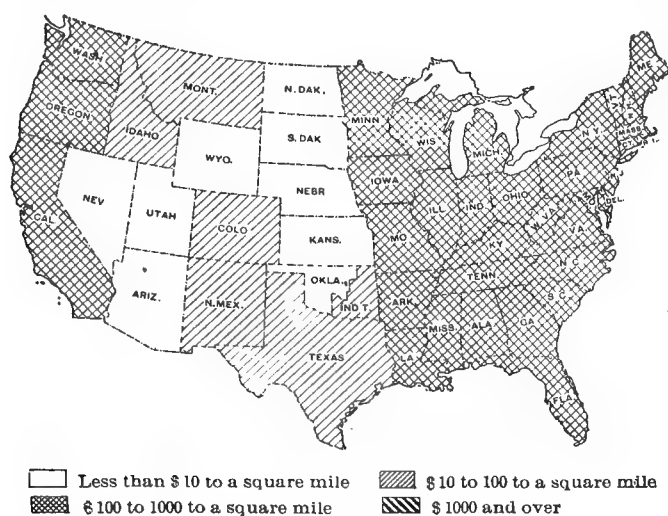 WASH
MONT.
N. DAK.
MINN
ME.
OREGON
IDAHO
S. DAK
WIS
MICH.
N.Y.
MASS.
WYO.
NEBR
IOWA
PA.
NEV
UTAH
COLO
KANS.
ILL
IND.
OHIO
W.VA.
DEL.
CAL
MO.
KY.
VA.
ARIZ.
N.MEX.
OKLA.
IND T.
ARK.
TENN.
N.C.
S.C.
TEXAS
LA
MISS
ALA
GA.
FLA.
Less than $10 to a square mile
$10 to 100 to a square mile
$100 to 1000 to a square mile
$1000 and over